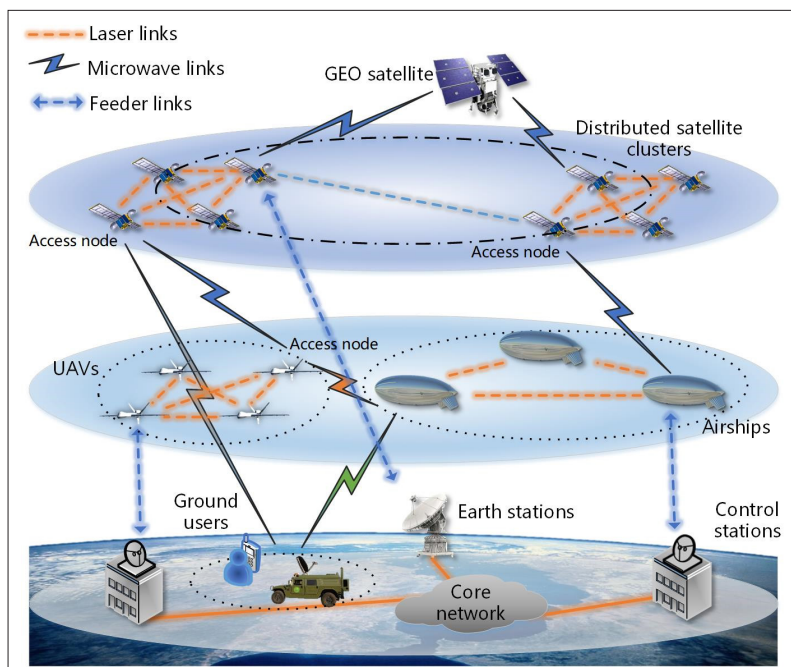 Laser links
Microwave links
Feeder links
GEO satellite
Distributed satellite
clusters
Access node
Access node
Access node
UAVs
Airships
Ground
users
Earth stations
Control
stations
Core
network